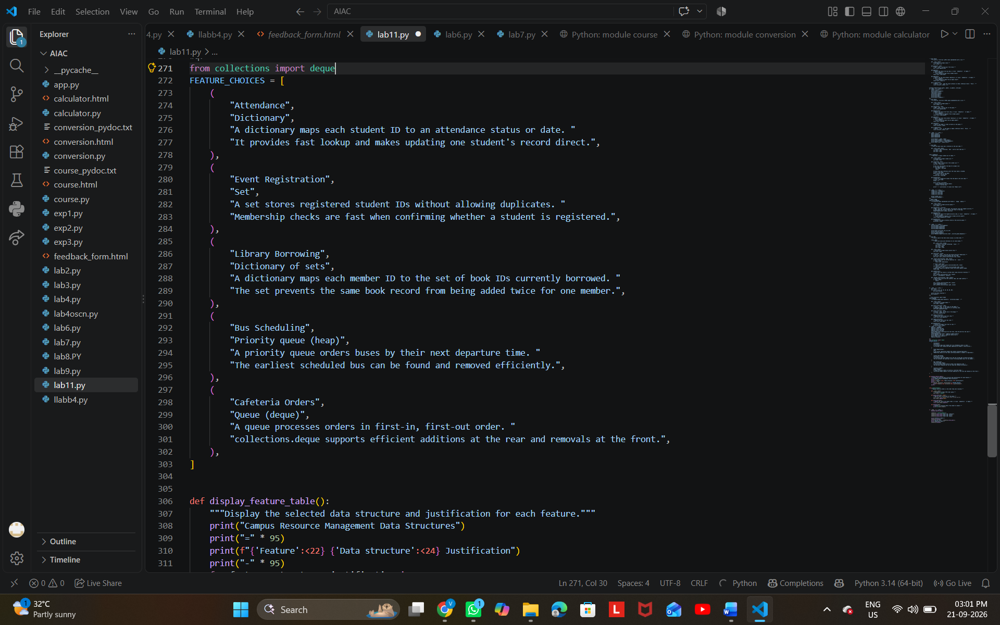 File Edit Selection View Go Run Terminal Help
AIAC
Explorer
4.py
llabb4.py
feedback_form.html
lab11.py
lab6.py
lab7.py
Python: module course
Python: module conversion
Python: module calculator
lab11.py > ...
AIAC
__pycache__
app.py
calculator.html
calculator.py
conversion_pydoc.txt
conversion.html
conversion.py
course_pydoc.txt
course.html
course.py
exp1.py
exp2.py
exp3.py
feedback_form.html
lab2.py
lab3.py
lab4.py
lab4oscn.py
lab6.py
lab7.py
lab8.PY
lab9.py
lab11.py
llabb4.py
Outline
Timeline
271 from collections import deque
272 FEATURE_CHOICES = [
273 (
274 "Attendance",
275 "Dictionary",
276 "A dictionary maps each student ID to an attendance status or date. "
277 "It provides fast lookup and makes updating one student's record direct.",
278 ),
279 (
280 "Event Registration",
281 "Set",
282 "A set stores registered student IDs without allowing duplicates. "
283 "Membership checks are fast when confirming whether a student is registered.",
284 ),
285 (
286 "Library Borrowing",
287 "Dictionary of sets",
288 "A dictionary maps each member ID to the set of book IDs currently borrowed. "
289 "The set prevents the same book record from being added twice for one member.",
290 ),
291 (
292 "Bus Scheduling",
293 "Priority queue (heap)",
294 "A priority queue orders buses by their next departure time. "
295 "The earliest scheduled bus can be found and removed efficiently.",
296 ),
297 (
298 "Cafeteria Orders",
299 "Queue (deque)",
300 "A queue processes orders in first-in, first-out order. "
301 "collections.deque supports efficient additions at the rear and removals at the front.",
302 ),
303 ]
304
305
306 def display_feature_table():
307 """Display the selected data structure and justification for each feature."""
308 print("Campus Resource Management Data Structures")
309 print("=" * 95)
310 print(f"{'Feature':<22} {'Data structure':<24} Justification")
311 print("-" * 95)
0 0 Live Share
Ln 271, Col 30 Spaces: 4 UTF-8 CRLF Python Completions Python 3.14 (64-bit) Go Live
1
32°C
Partly sunny
Search
1
ENG
US
03:01 PM
21-09-2026